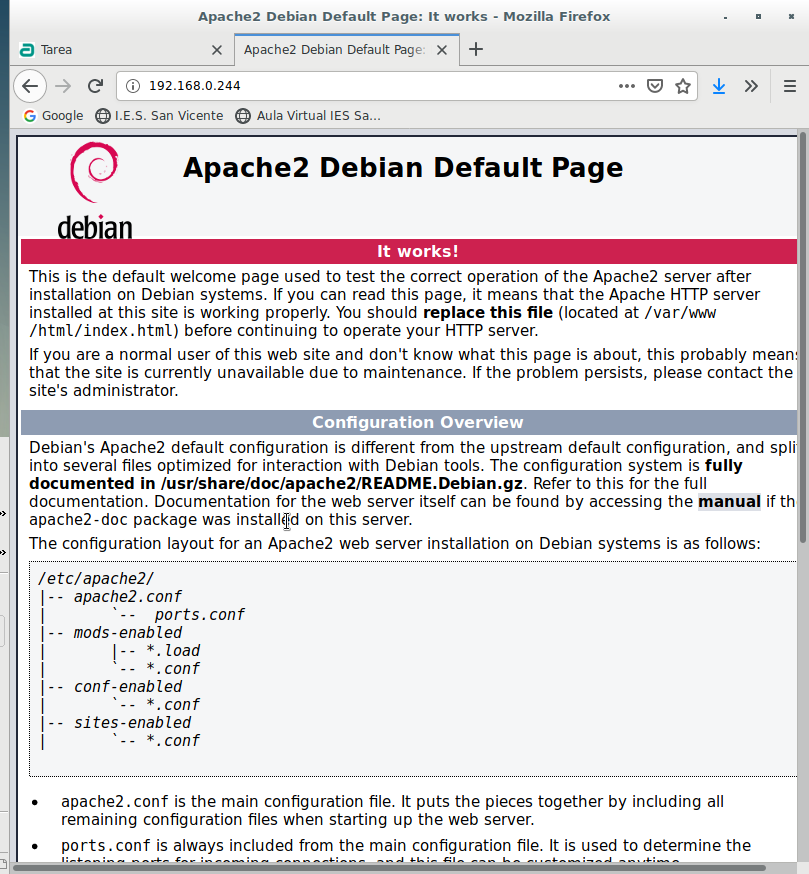 Apache2 Debian Default Page: It works - Mozilla Firefox
Tarea
Apache2 Debian Default Page:
192.168.0.244
Google
I.E.S. San Vicente
Aula Virtual IES Sa...
debian
Apache2 Debian Default Page
It works!
This is the default welcome page used to test the correct operation of the Apache2 server after
installation on Debian systems. If you can read this page, it means that the Apache HTTP server
installed at this site is working properly. You should replace this file (located at /var/www
/html/index.html) before continuing to operate your HTTP server.
If you are a normal user of this web site and don't know what this page is about, this probably means
that the site is currently unavailable due to maintenance. If the problem persists, please contact the
site's administrator.
Configuration Overview
Debian's Apache2 default configuration is different from the upstream default configuration, and split
into several files optimized for interaction with Debian tools. The configuration system is fully
documented in /usr/share/doc/apache2/README.Debian.gz. Refer to this for the full
documentation. Documentation for the web server itself can be found by accessing the manual if th
apache2-doc package was installed on this server.
The configuration layout for an Apache2 web server installation on Debian systems is as follows:
/etc/apache2/
|-- apache2.conf
|       `--  ports.conf
|-- mods-enabled
|       |-- *.load
|       `-- *.conf
|-- conf-enabled
|       `-- *.conf
|-- sites-enabled
|       `-- *.conf
• apache2.conf is the main configuration file. It puts the pieces together by including all
remaining configuration files when starting up the web server.
• ports.conf is always included from the main configuration file. It is used to determine the
listening ports for incoming connections, and this file can be customized anytime.